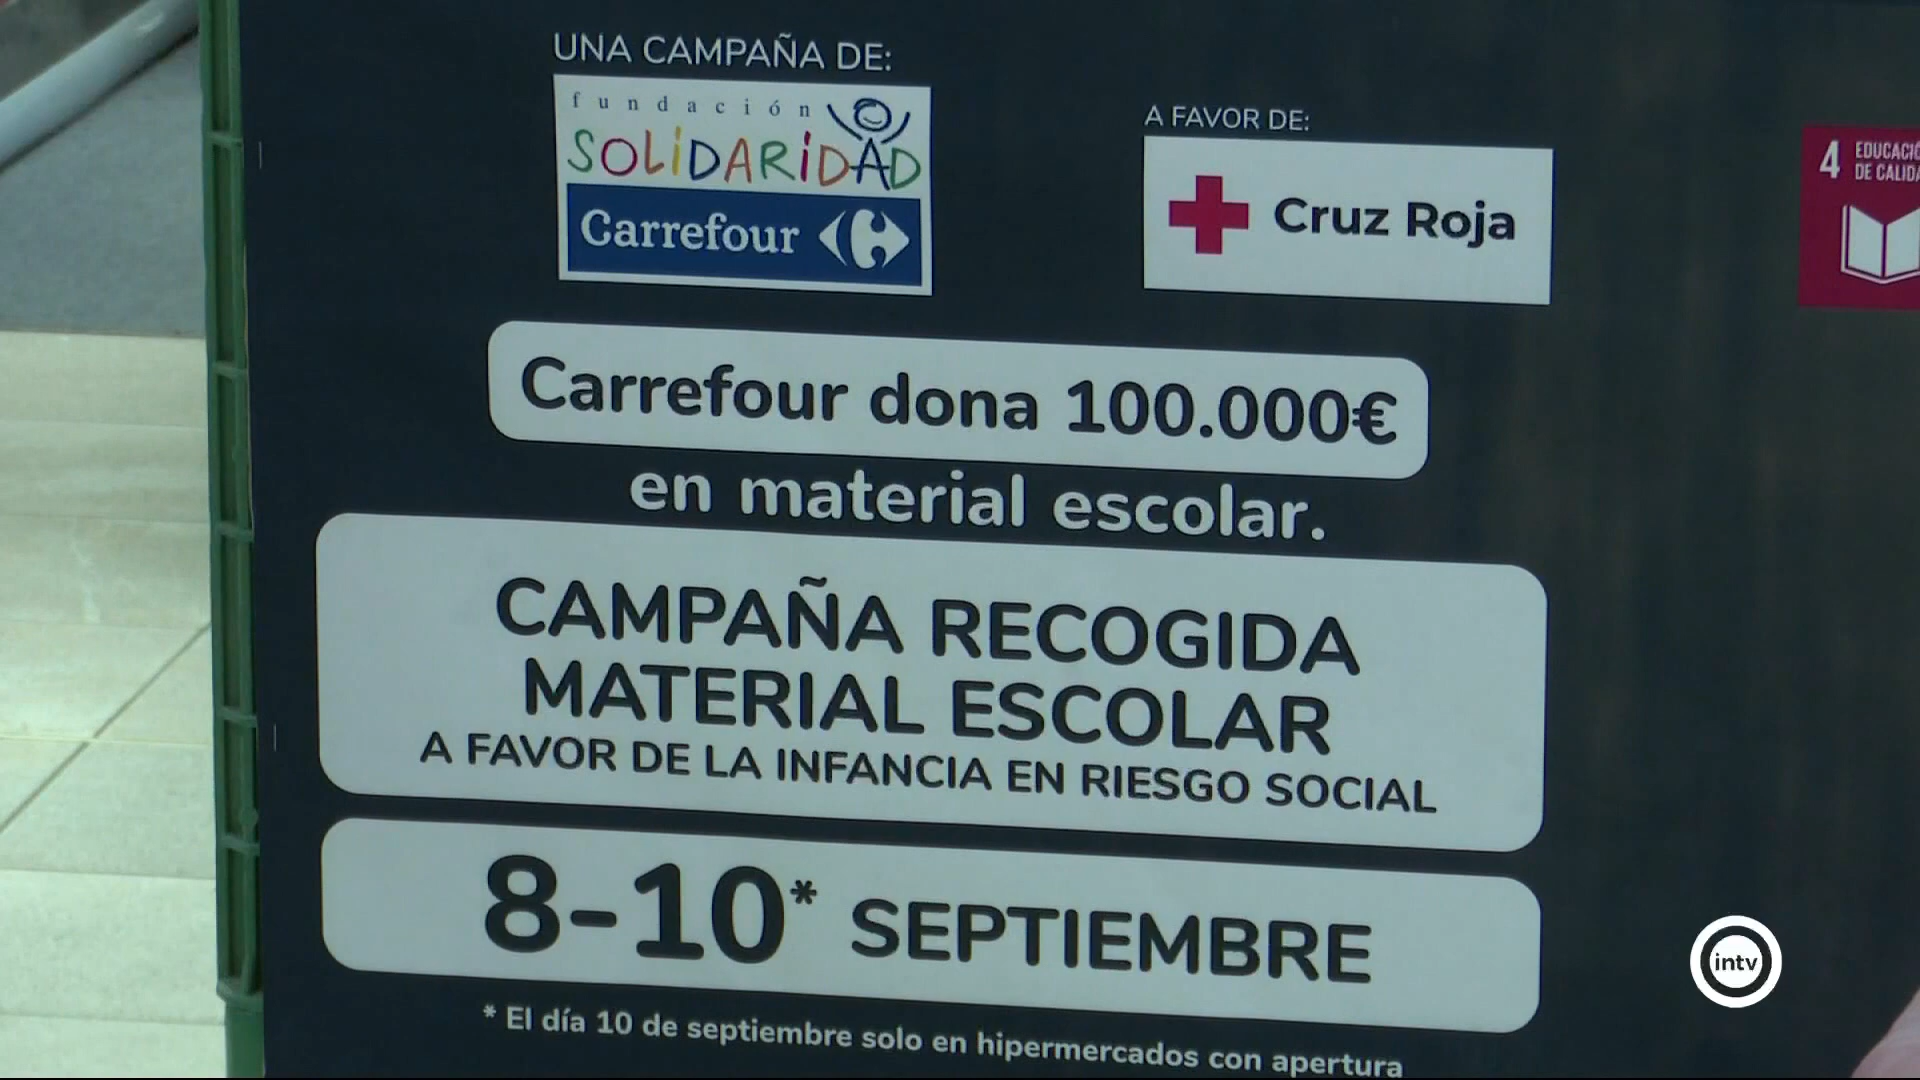 UNA CAMPAÑA DE:
fundación
SOLIDARIDAD
Carrefour
A FAVOR DE:
Cruz Roja
4
Carrefour dona 100.000€
en material escolar.
CAMPAÑA RECOGIDA
MATERIAL ESCOLAR
A FAVOR DE LA INFANCIA EN RIESGO SOCIAL
8-10* SEPTIEMBRE
* El día 10 de septiembre solo en hipermercados con apertura
intv